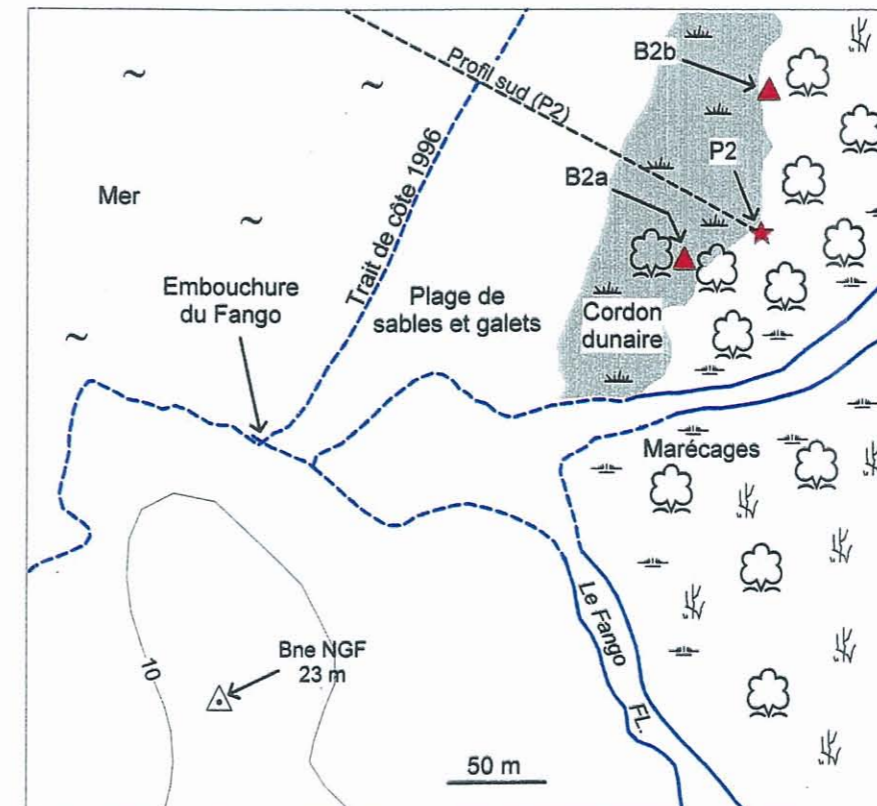 B2b
Profil sud (P2)
P2
B2a
Mer
Trait de côte 1996
Embouchure
du Fango
Plage de
sables et galets
Cordon
dunaire
Marécages
Le Fango
FL.
Bne NGF
23 m
10
50 m